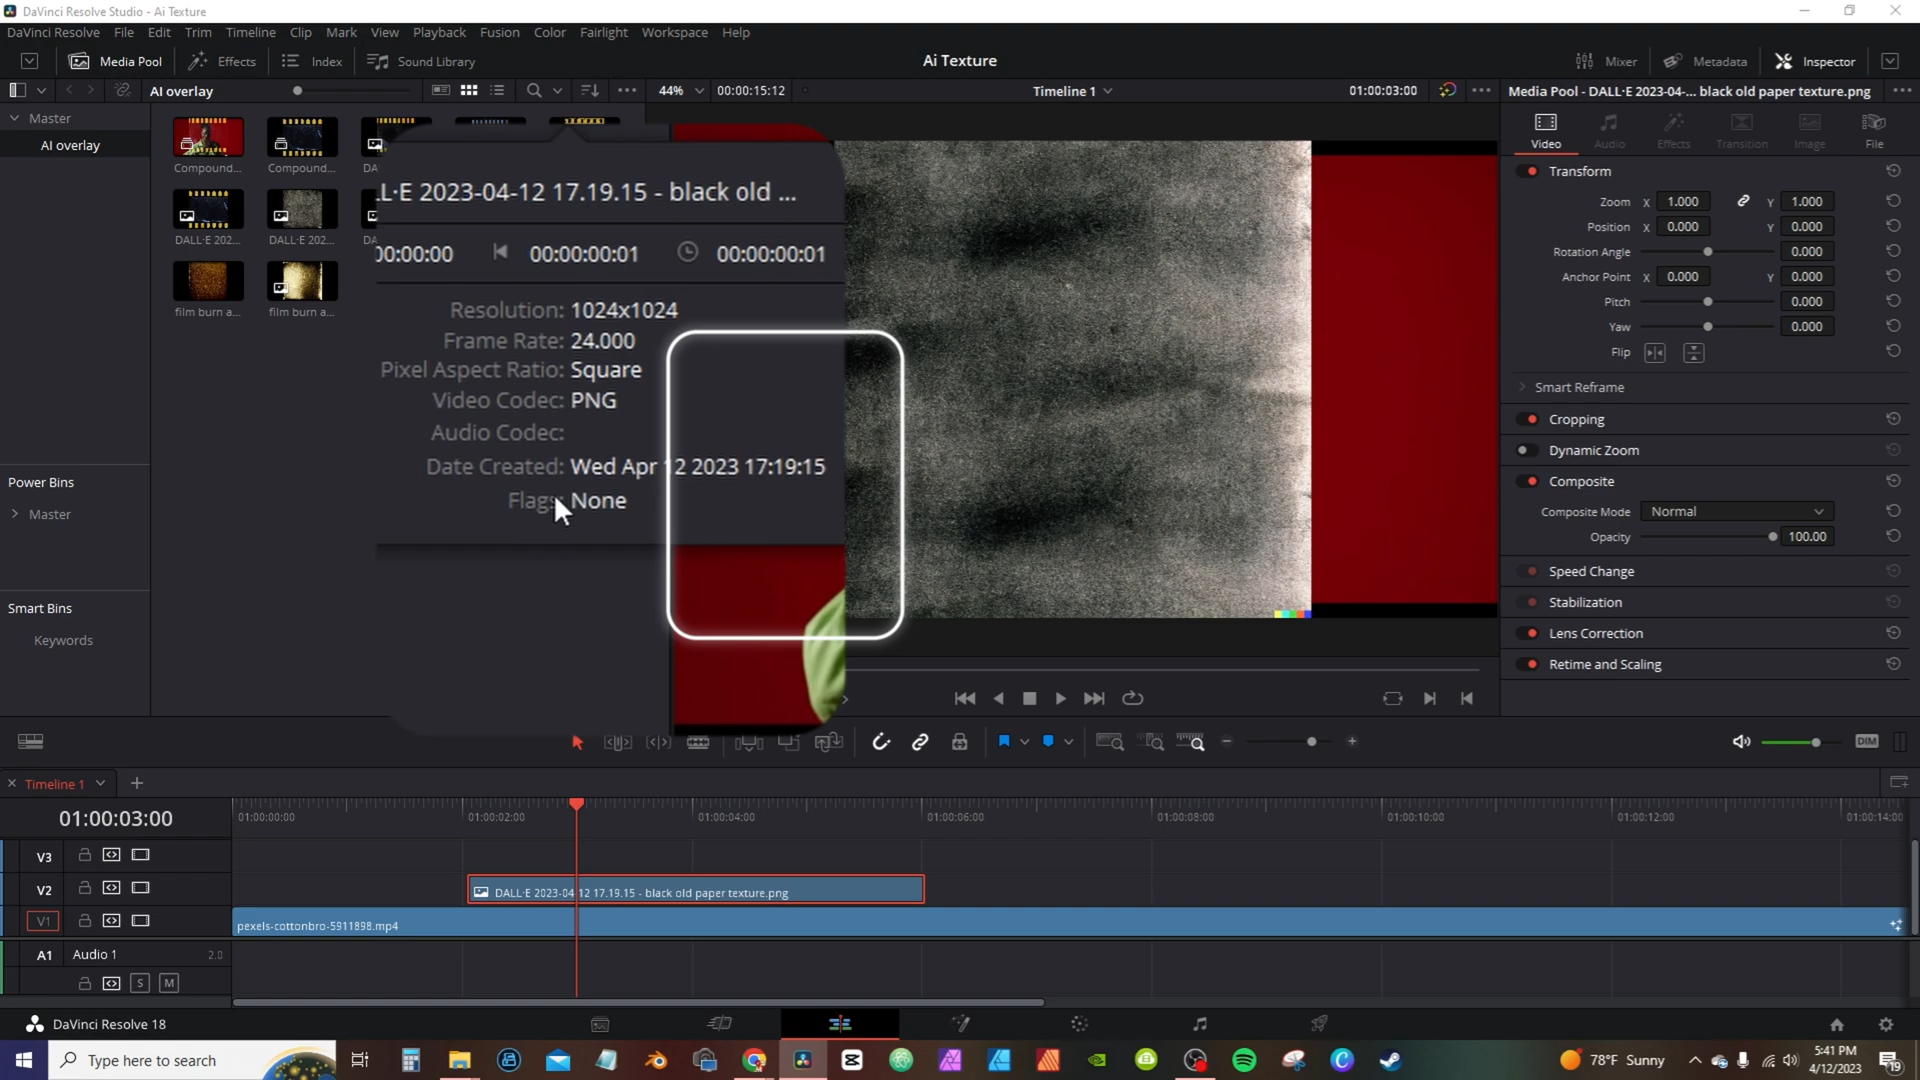 DaVinci Resolve Studio - Ai Texture
DaVinci Resolve File Edit Trim Timeline Clip Mark View Playback Fusion Color Fairlight Workspace Help
Media Pool Effects Index Sound Library Ai Texture Mixer Metadata Inspector
AI overlay 44% 00:00:15:12 Timeline 1 01:00:03:00 Media Pool - DALL·E 2023-04-... black old paper texture.png
Master
AI overlay
Compound... Compound... DA
DALL·E 202... DALL·E 202... DA
film burn a... film burn a...
Power Bins
Master
Smart Bins
Keywords
LL·E 2023-04-12 17.19.15 - black old ...
00:00:00 00:00:00:01 00:00:00:01
Resolution: 1024x1024
Frame Rate: 24.000
Pixel Aspect Ratio: Square
Video Codec: PNG
Audio Codec:
Date Created: Wed Apr 12 2023 17:19:15
Flags: None
Video Audio Effects Transition Image File
Transform
Zoom X 1.000 Y 1.000
Position X 0.000 Y 0.000
Rotation Angle 0.000
Anchor Point X 0.000 Y 0.000
Pitch 0.000
Yaw 0.000
Flip
Smart Reframe
Cropping
Dynamic Zoom
Composite
Composite Mode Normal
Opacity 100.00
Speed Change
Stabilization
Lens Correction
Retime and Scaling
DIM
Timeline 1
01:00:03:00 01:00:00:00 01:00:02:00 01:00:04:00 01:00:06:00 01:00:08:00 01:00:10:00 01:00:12:00 01:00:14:00
V3
V2 DALL·E 2023-04-12 17.19.15 - black old paper texture.png
V1 pexels-cottonbro-5911898.mp4
A1 Audio 1 2.0
S M
DaVinci Resolve 18
Type here to search 78°F Sunny 5:41 PM
4/12/2023 19